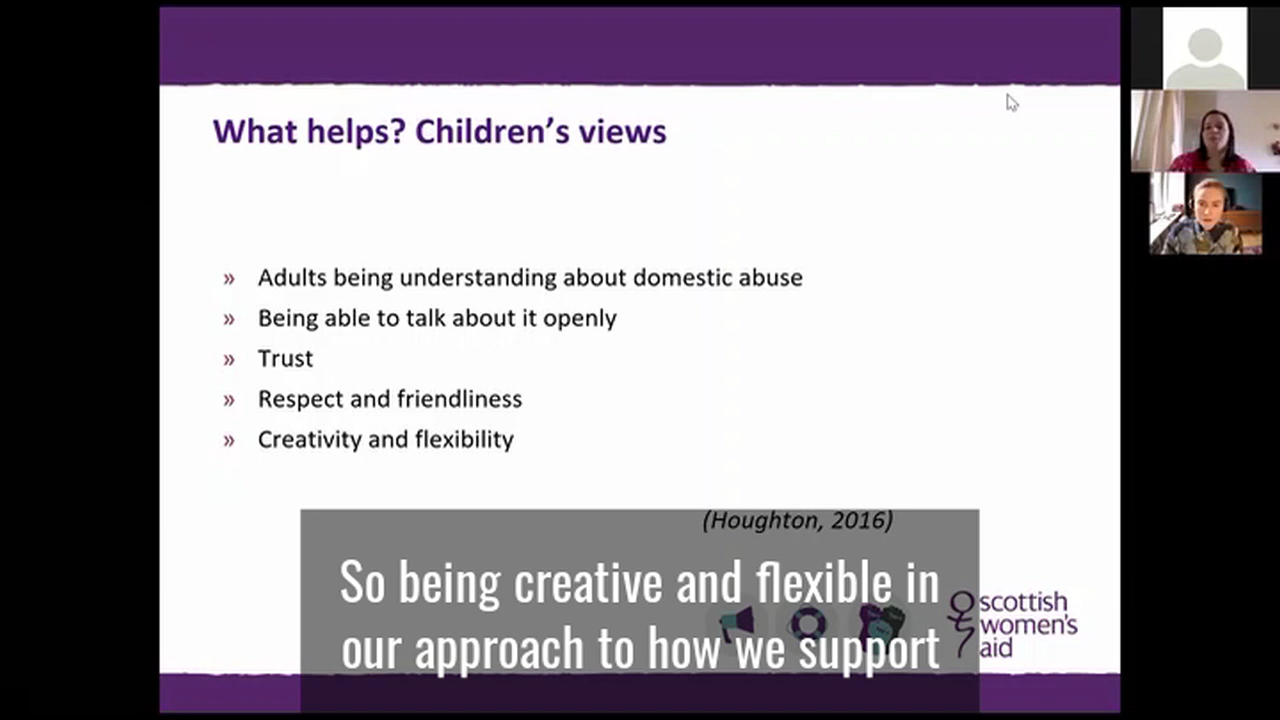 What helps? Children's views
» Adults being understanding about domestic abuse
» Being able to talk about it openly
» Trust
» Respect and friendliness
» Creativity and flexibility
(Houghton, 2016)
So being creative and flexible in
our approach to how we support
scottish
women's
aid